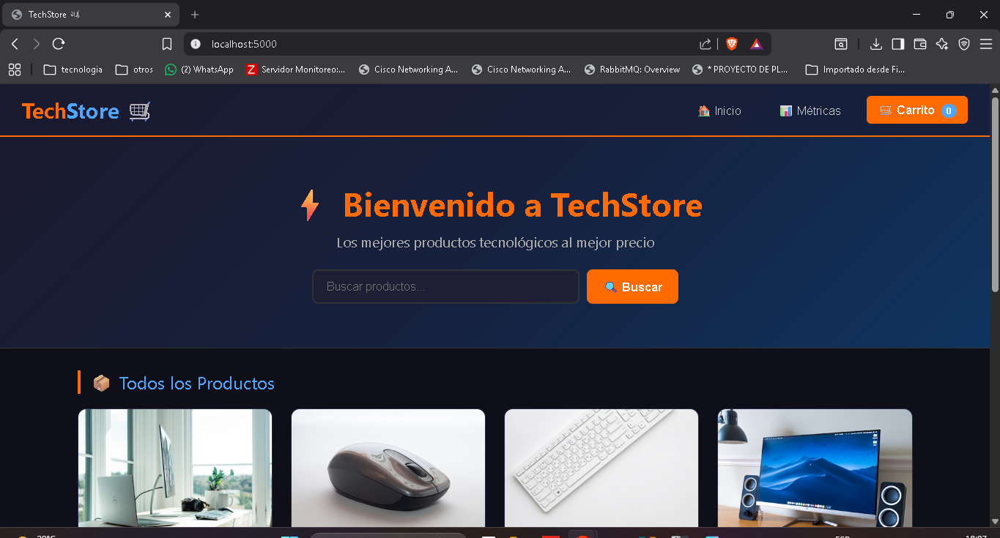 TechStore
localhost:5000
tecnologia
otros
(2) WhatsApp
Servidor Monitoreo:...
Cisco Networking A...
Cisco Networking A...
RabbitMQ: Overview
* PROYECTO DE PL...
Importado desde Fi...
TechStore
Inicio
Métricas
Carrito 0
Bienvenido a TechStore
Los mejores productos tecnológicos al mejor precio
Buscar productos...
Buscar
Todos los Productos